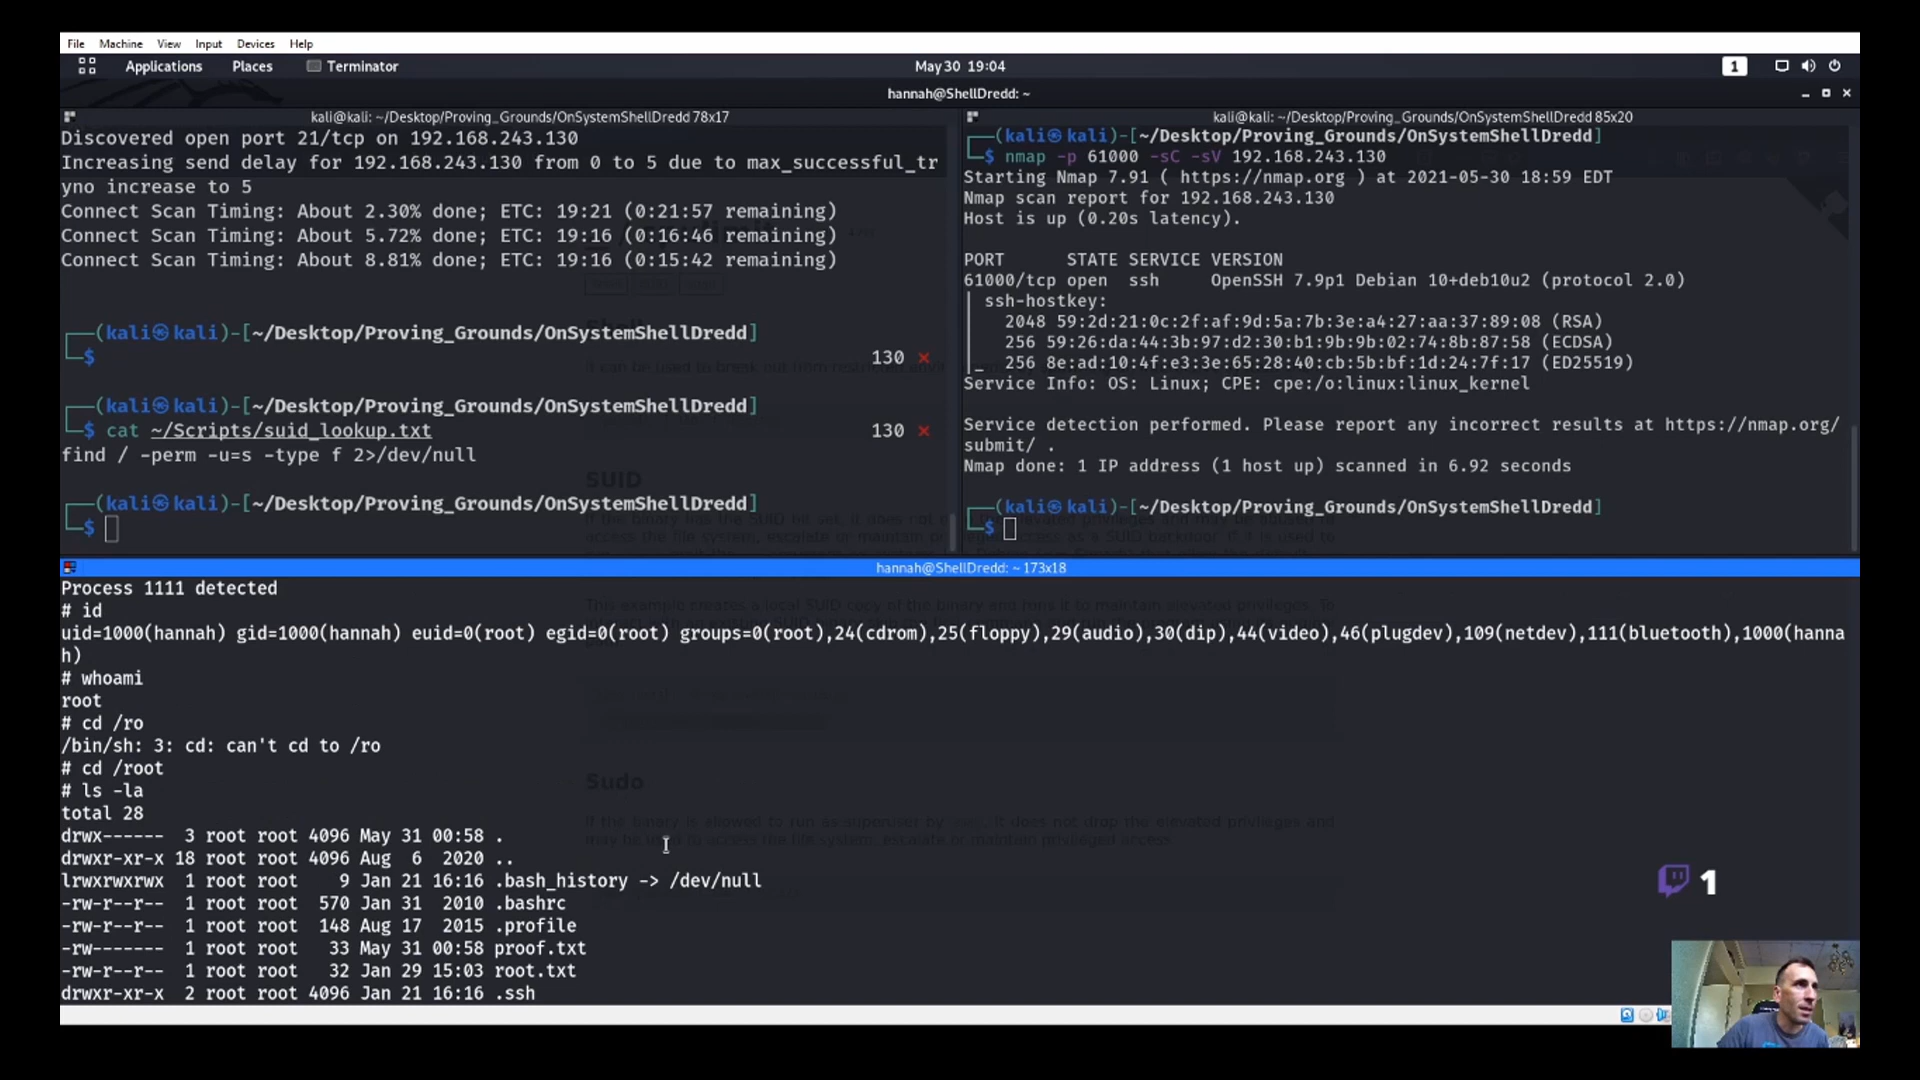 File Machine View Input Devices Help
Applications Places Terminator May 30 19:04 1
hannah@ShellDredd: ~
kali@kali: ~/Desktop/Proving_Grounds/OnSystemShellDredd 78x17
Discovered open port 21/tcp on 192.168.243.130
Increasing send delay for 192.168.243.130 from 0 to 5 due to max_successful_tr
yno increase to 5
Connect Scan Timing: About 2.30% done; ETC: 19:21 (0:21:57 remaining)
Connect Scan Timing: About 5.72% done; ETC: 19:16 (0:16:46 remaining)
Connect Scan Timing: About 8.81% done; ETC: 19:16 (0:15:42 remaining)
┌──(kali㉿kali)-[~/Desktop/Proving_Grounds/OnSystemShellDredd]
└─$ 130 ⨯
┌──(kali㉿kali)-[~/Desktop/Proving_Grounds/OnSystemShellDredd]
└─$ cat ~/Scripts/suid_lookup.txt 130 ⨯
find / -perm -u=s -type f 2>/dev/null
┌──(kali㉿kali)-[~/Desktop/Proving_Grounds/OnSystemShellDredd]
└─$
kali@kali: ~/Desktop/Proving_Grounds/OnSystemShellDredd 85x20
┌──(kali㉿kali)-[~/Desktop/Proving_Grounds/OnSystemShellDredd]
└─$ nmap -p 61000 -sC -sV 192.168.243.130
Starting Nmap 7.91 ( https://nmap.org ) at 2021-05-30 18:59 EDT
Nmap scan report for 192.168.243.130
Host is up (0.20s latency).
PORT STATE SERVICE VERSION
61000/tcp open ssh OpenSSH 7.9p1 Debian 10+deb10u2 (protocol 2.0)
| ssh-hostkey:
| 2048 59:2d:21:0c:2f:af:9d:5a:7b:3e:a4:27:aa:37:89:08 (RSA)
| 256 59:26:da:44:3b:97:d2:30:b1:9b:9b:02:74:8b:87:58 (ECDSA)
|_ 256 8e:ad:10:4f:e3:3e:65:28:40:cb:5b:bf:1d:24:7f:17 (ED25519)
Service Info: OS: Linux; CPE: cpe:/o:linux:linux_kernel
Service detection performed. Please report any incorrect results at https://nmap.org/
submit/ .
Nmap done: 1 IP address (1 host up) scanned in 6.92 seconds
┌──(kali㉿kali)-[~/Desktop/Proving_Grounds/OnSystemShellDredd]
└─$
hannah@ShellDredd: ~ 173x18
Process 1111 detected
# id
uid=1000(hannah) gid=1000(hannah) euid=0(root) egid=0(root) groups=0(root),24(cdrom),25(floppy),29(audio),30(dip),44(video),46(plugdev),109(netdev),111(bluetooth),1000(hanna
h)
# whoami
root
# cd /ro
/bin/sh: 3: cd: can't cd to /ro
# cd /root
# ls -la
total 28
drwx------ 3 root root 4096 May 31 00:58 .
drwxr-xr-x 18 root root 4096 Aug 6 2020 ..
lrwxrwxrwx 1 root root 9 Jan 21 16:16 .bash_history -> /dev/null
-rw-r--r-- 1 root root 570 Jan 31 2010 .bashrc
-rw-r--r-- 1 root root 148 Aug 17 2015 .profile
-rw------- 1 root root 33 May 31 00:58 proof.txt
-rw-r--r-- 1 root root 32 Jan 29 15:03 root.txt
drwxr-xr-x 2 root root 4096 Jan 21 16:16 .ssh
SUID
Sudo
1